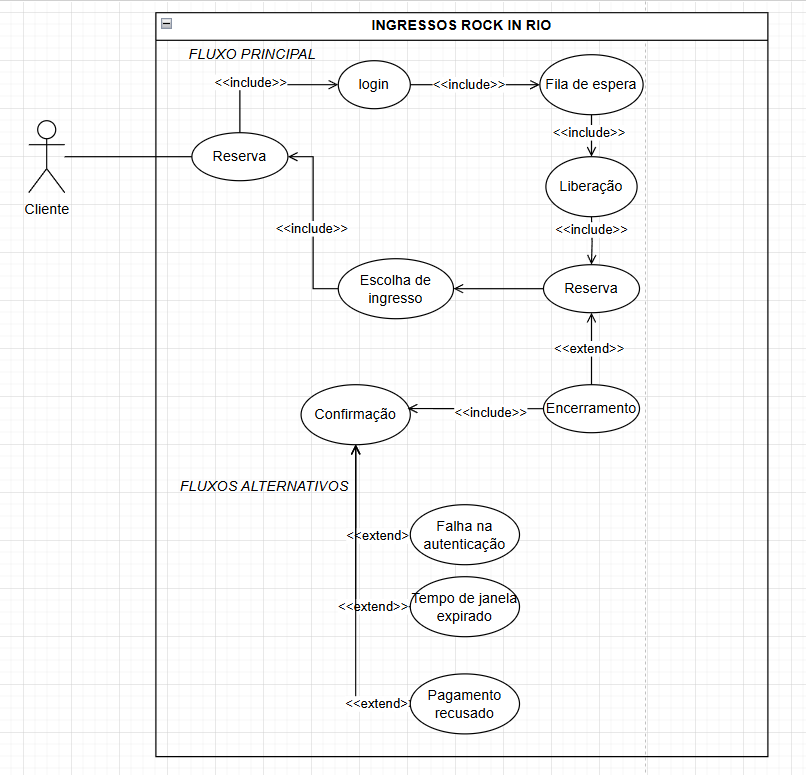 INGRESSOS ROCK IN RIO
FLUXO PRINCIPAL
<<include>>
login
<<include>>
Fila de espera
<<include>>
Reserva
Liberação
Cliente
<<include>>
<<include>>
Escolha de
ingresso
Reserva
<<extend>>
Confirmação
<<include>>
Encerramento
FLUXOS ALTERNATIVOS
<<extend>
Falha na
autenticação
<<extend>>
Tempo de janela
expirado
<<extend>
Pagamento
recusado